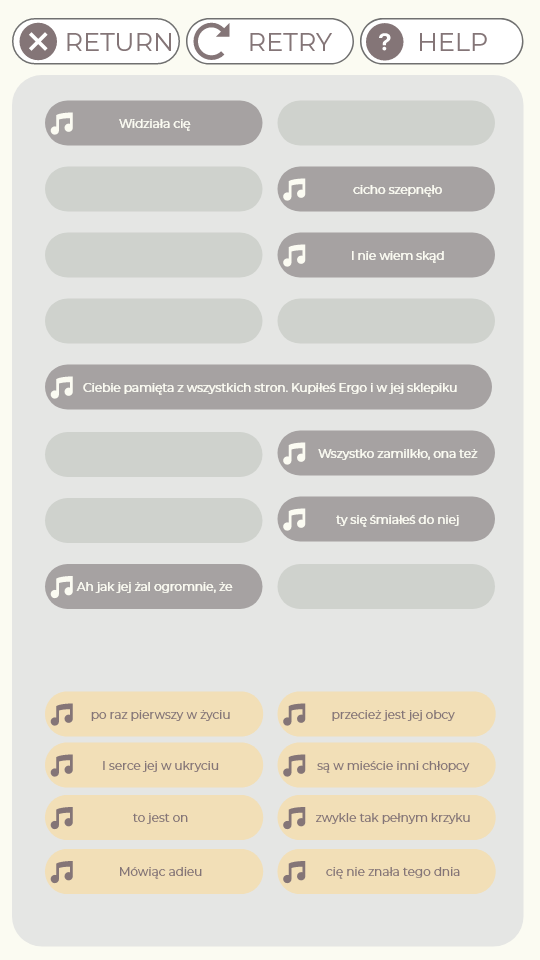 RETURN RETRY ? HELP
Widziała cię
cicho szepnęło
I nie wiem skąd
Ciebie pamięta z wszystkich stron. Kupiłeś Ergo i w jej sklepiku
Wszystko zamilkło, ona też
ty się śmiałeś do niej
Ah jak jej żal ogromnie, że
po raz pierwszy w życiu przecież jest jej obcy
I serce jej w ukryciu są w mieście inni chłopcy
to jest on zwykle tak pełnym krzyku
Mówiąc adieu cię nie znała tego dnia